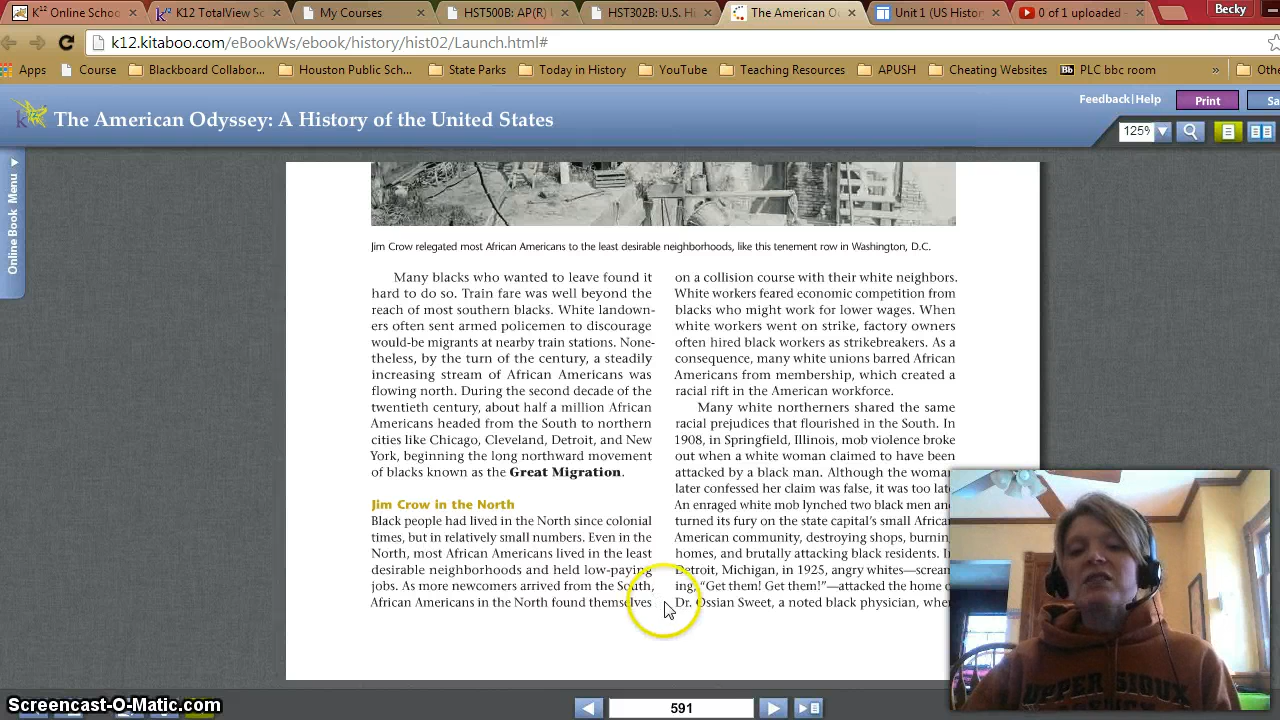 K¹² Online Schoo
K12 TotalView Sc
My Courses
HST500B: AP(R) U
HST302B: U.S. Hi
The American Od
Unit 1 (US Histor
0 of 1 uploaded -
Becky
k12.kitaboo.com/eBookWs/ebook/history/hist02/Launch.html#
Apps
Course
Blackboard Collabor...
Houston Public Sch...
State Parks
Today in History
YouTube
Teaching Resources
APUSH
Cheating Websites
Bb PLC bbc room
»
Othe
Feedback|Help
Print
Sa
The American Odyssey: A History of the United States
125%
Online Book Menu
Jim Crow relegated most African Americans to the least desirable neighborhoods, like this tenement row in Washington, D.C.
Many blacks who wanted to leave found it
hard to do so. Train fare was well beyond the
reach of most southern blacks. White landown-
ers often sent armed policemen to discourage
would-be migrants at nearby train stations. None-
theless, by the turn of the century, a steadily
increasing stream of African Americans was
flowing north. During the second decade of the
twentieth century, about half a million African
Americans headed from the South to northern
cities like Chicago, Cleveland, Detroit, and New
York, beginning the long northward movement
of blacks known as the Great Migration.
Jim Crow in the North
Black people had lived in the North since colonial
times, but in relatively small numbers. Even in the
North, most African Americans lived in the least
desirable neighborhoods and held low-paying
jobs. As more newcomers arrived from the South,
African Americans in the North found themselves
on a collision course with their white neighbors.
White workers feared economic competition from
blacks who might work for lower wages. When
white workers went on strike, factory owners
often hired black workers as strikebreakers. As a
consequence, many white unions barred African
Americans from membership, which created a
racial rift in the American workforce.
Many white northerners shared the same
racial prejudices that flourished in the South. In
1908, in Springfield, Illinois, mob violence broke
out when a white woman claimed to have been
attacked by a black man. Although the woman
later confessed her claim was false, it was too late
An enraged white mob lynched two black men and
turned its fury on the state capital's small African
American community, destroying shops, burnin
homes, and brutally attacking black residents. In
Detroit, Michigan, in 1925, angry whites—scream
ing, "Get them! Get them!"—attacked the home o
Dr. Ossian Sweet, a noted black physician, when
UPPER SIOUX
591
Screencast-O-Matic.com